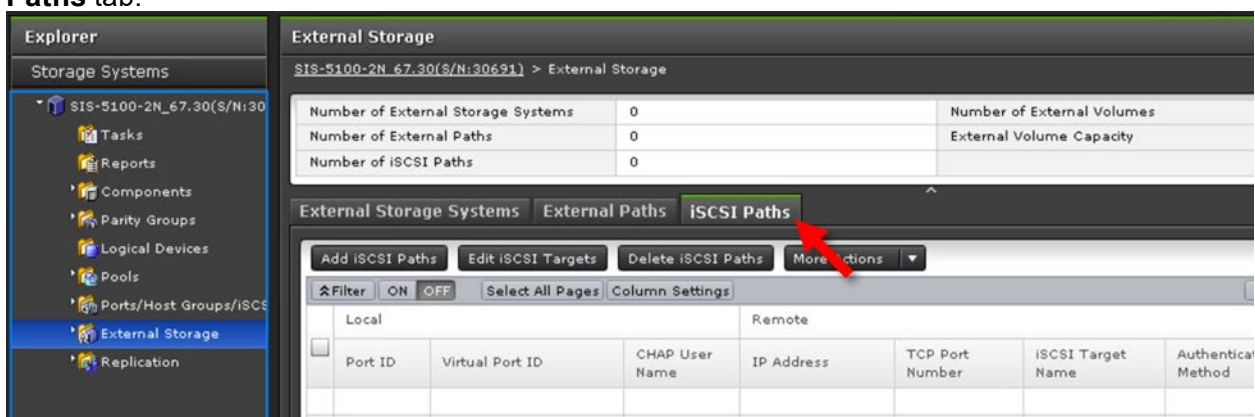 Paths tab.
Explorer
Storage Systems
SIS-5100-2N_67.30(S/N:30
Tasks
Reports
Components
Parity Groups
Logical Devices
Pools
Ports/Host Groups/iSCS
External Storage
Replication
External Storage
SIS-5100-2N_67.30(S/N:30691) > External Storage
Number of External Storage Systems 0 Number of External Volumes
Number of External Paths 0 External Volume Capacity
Number of iSCSI Paths 0
External Storage Systems External Paths iSCSI Paths
Add iSCSI Paths Edit iSCSI Targets Delete iSCSI Paths More Actions
Filter ON OFF Select All Pages Column Settings
Local Remote
Port ID Virtual Port ID CHAP User Name IP Address TCP Port Number iSCSI Target Name Authenticat Method